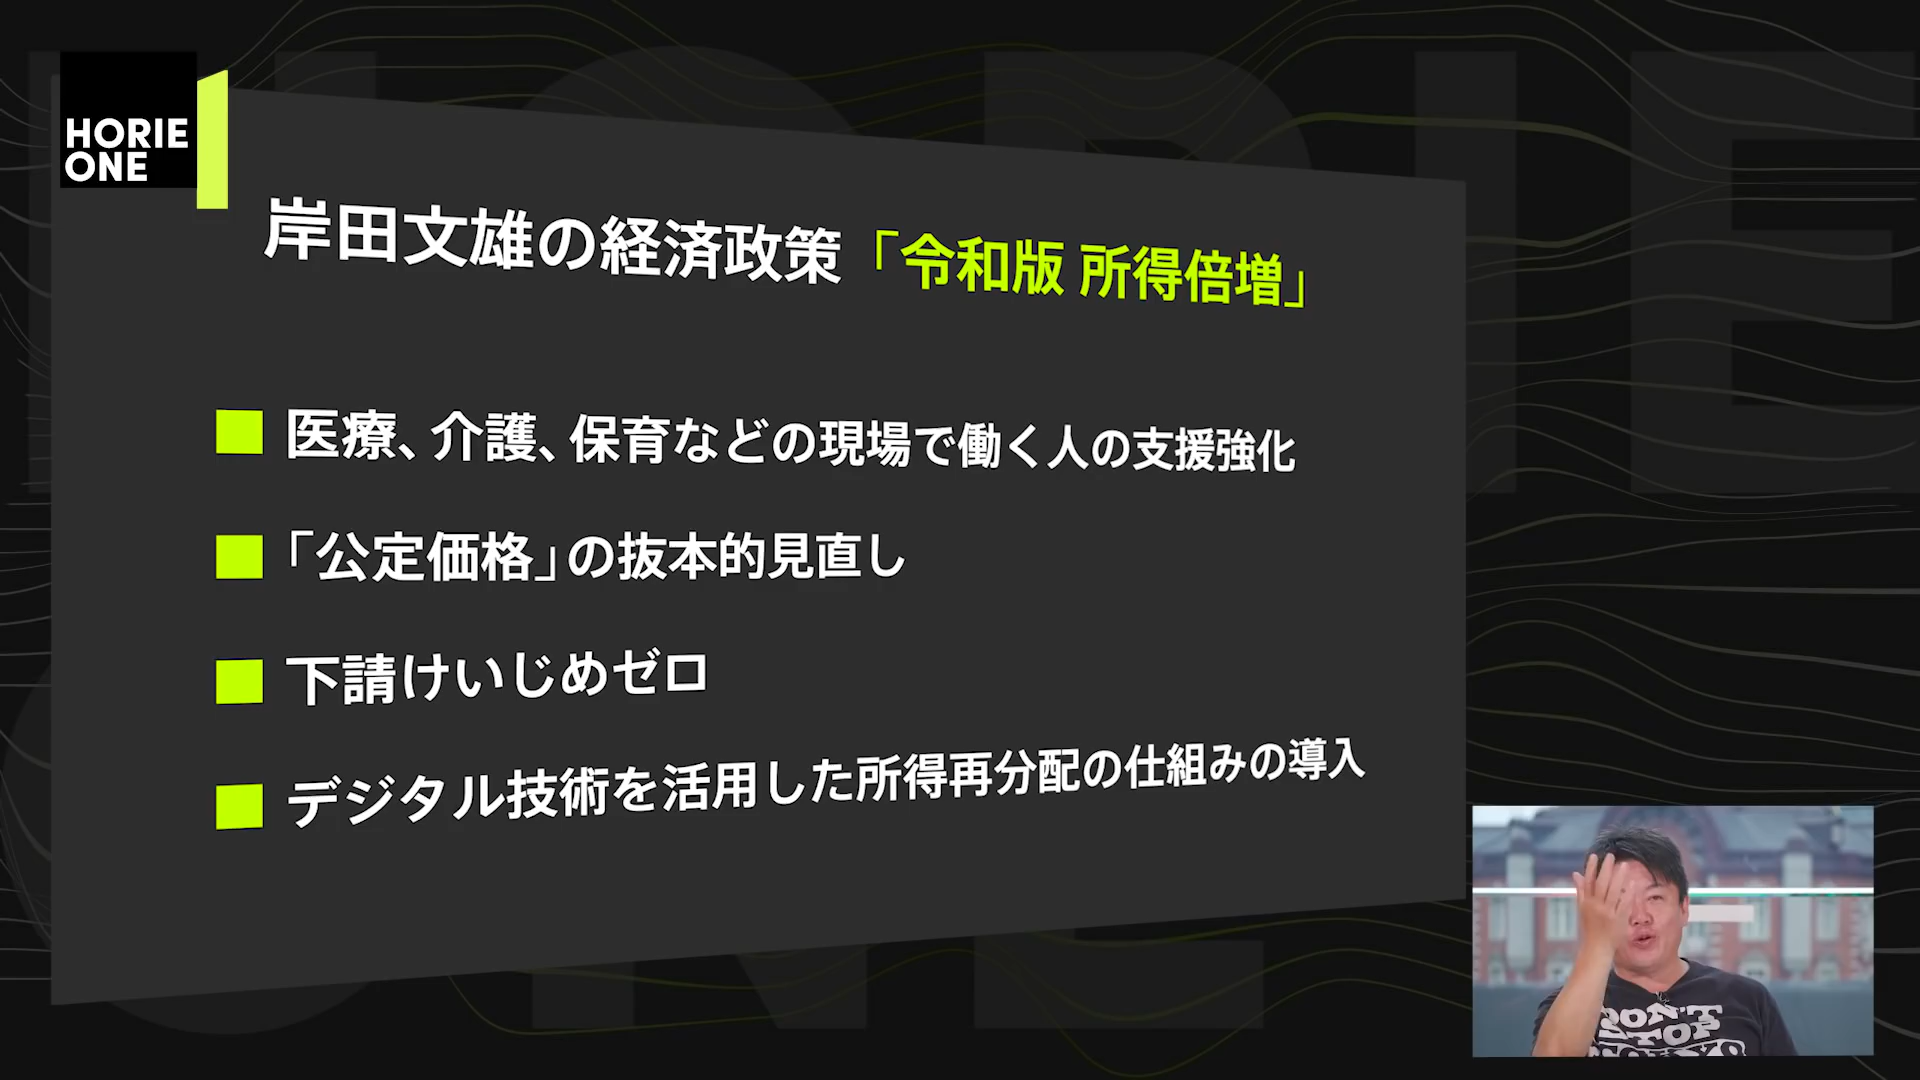 HORIE
ONE
岸田文雄の経済政策「令和版 所得倍増」
医療、介護、保育などの現場で働く人の支援強化
「公定価格」の抜本的見直し
下請けいじめゼロ
デジタル技術を活用した所得再分配の仕組みの導入
DON'T
STOP